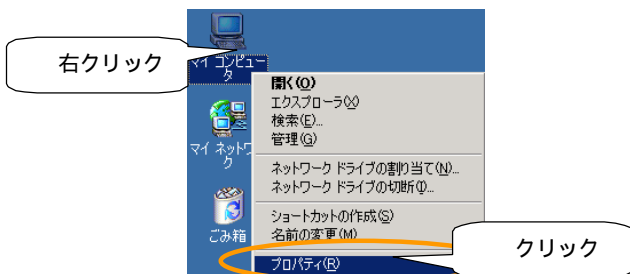 右クリック
マイ コンピュー
タ
開く(O)
エクスプローラ(X)
検索(E)...
管理(G)
マイ ネットワー
ク
ネットワーク ドライブの割り当て(N)...
ネットワーク ドライブの切断(I)...
ショートカットの作成(S)
ごみ箱
名前の変更(M)
クリック
プロパティ(R)